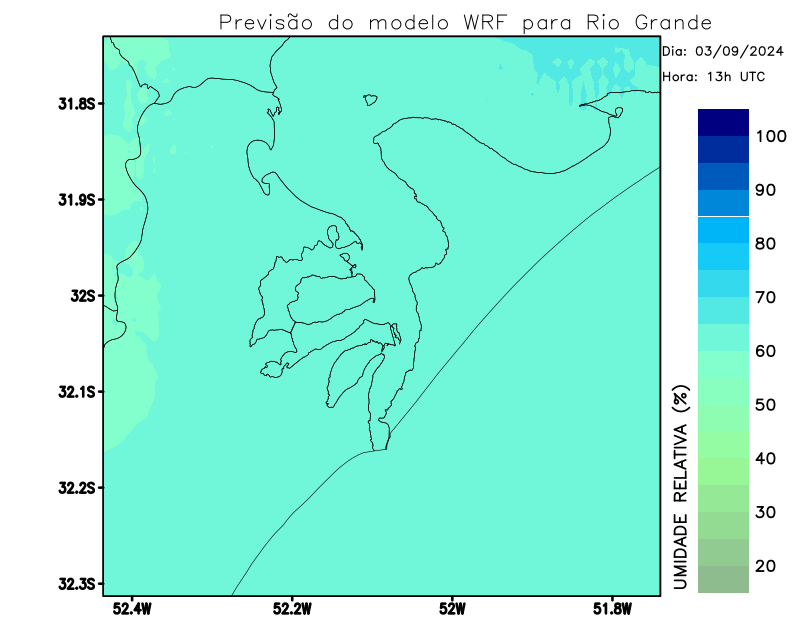 Previsão do modelo WRF para Rio Grande
Dia: 03/09/2024
Hora: 13h UTC
31.8S
31.9S
32S
32.1S
32.2S
32.3S
52.4W
52.2W
52W
51.8W
100
90
80
70
60
50
40
30
20
UMIDADE RELATIVA (%)